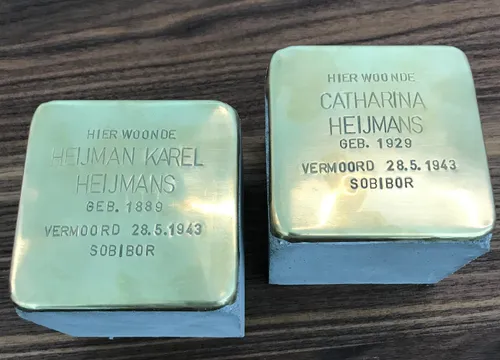 HIER WOONDE
HEIJMAN KAREL
HEIJMANS
GEB. 1889
VERMOORD 28.5.1943
SOBIBOR
HIER WOONDE
CATHARINA
HEIJMANS
GEB. 1929
VERMOORD 28.5.1943
SOBIBOR